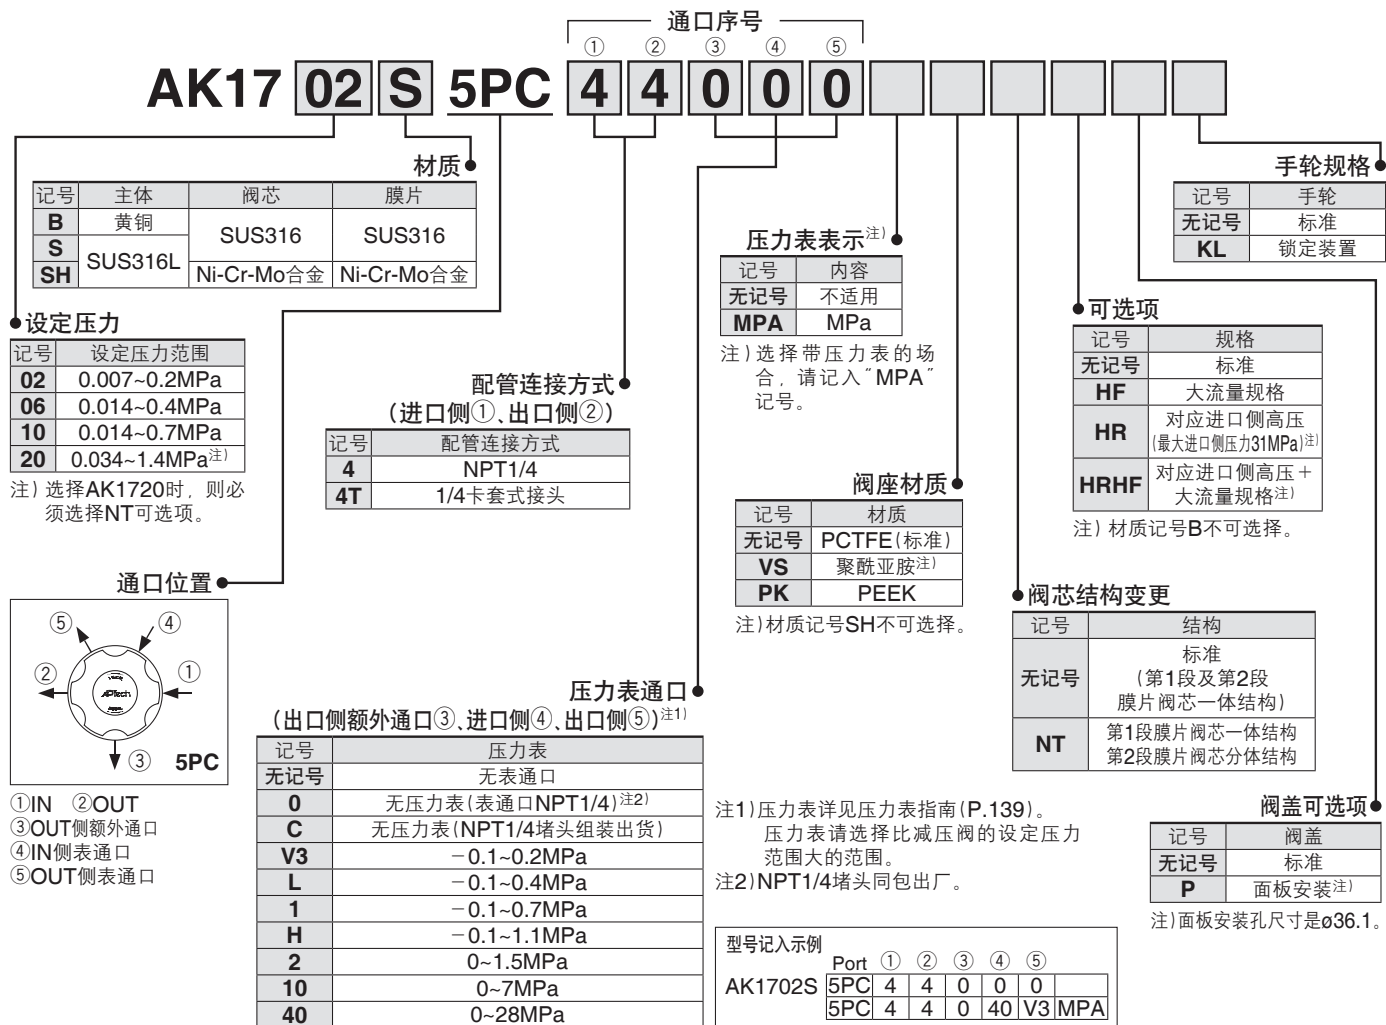 通口序号
① ② ③ ④ ⑤
AK17 02 S 5PC 4 4 0 0 0
材质
记号 主体 阀芯 膜片
B 黄铜 SUS316 SUS316
S SUS316L
SH Ni-Cr-Mo合金 Ni-Cr-Mo合金
设定压力
记号 设定压力范围
02 0.007~0.2MPa
06 0.014~0.4MPa
10 0.014~0.7MPa
20 0.034~1.4MPa注)
注) 选择AK1720时，则必
须选择NT可选项。
配管连接方式
(进口侧①、出口侧②)
记号 配管连接方式
4 NPT1/4
4T 1/4卡套式接头
通口位置
⑤ ④
② ①
APTech
③ 5PC
①IN ②OUT
③OUT侧额外通口
④IN侧表通口
⑤OUT侧表通口
压力表通口
(出口侧额外通口③、进口侧④、出口侧⑤)注1)
记号 压力表
无记号 无表通口
0 无压力表(表通口NPT1/4)注2)
C 无压力表(NPT1/4堵头组装出货)
V3 −0.1~0.2MPa
L −0.1~0.4MPa
1 −0.1~0.7MPa
H −0.1~1.1MPa
2 0~1.5MPa
10 0~7MPa
40 0~28MPa
压力表表示注)
记号 内容
无记号 不适用
MPA MPa
注)选择带压力表的场
合，请记入"MPA"
记号。
阀座材质
记号 材质
无记号 PCTFE(标准)
VS 聚酰亚胺注)
PK PEEK
注)材质记号SH不可选择。
手轮规格
记号 手轮
无记号 标准
KL 锁定装置
可选项
记号 规格
无记号 标准
HF 大流量规格
HR 对应进口侧高压
(最大进口侧压力31MPa)注)
HRHF 对应进口侧高压＋
大流量规格注)
注) 材质记号B不可选择。
阀芯结构变更
记号 结构
无记号 标准
(第1段及第2段
膜片阀芯一体结构)
NT 第1段膜片阀芯一体结构
第2段膜片阀芯分体结构
注1)压力表详见压力表指南(P.139)。
压力表请选择比减压阀的设定压力
范围大的范围。
注2)NPT1/4堵头同包出厂。
阀盖可选项
记号 阀盖
无记号 标准
P 面板安装注)
注)面板安装孔尺寸是ø36.1。
型号记入示例
Port ① ② ③ ④ ⑤
AK1702S 5PC 4 4 0 0 0
5PC 4 4 0 40 V3 MPA